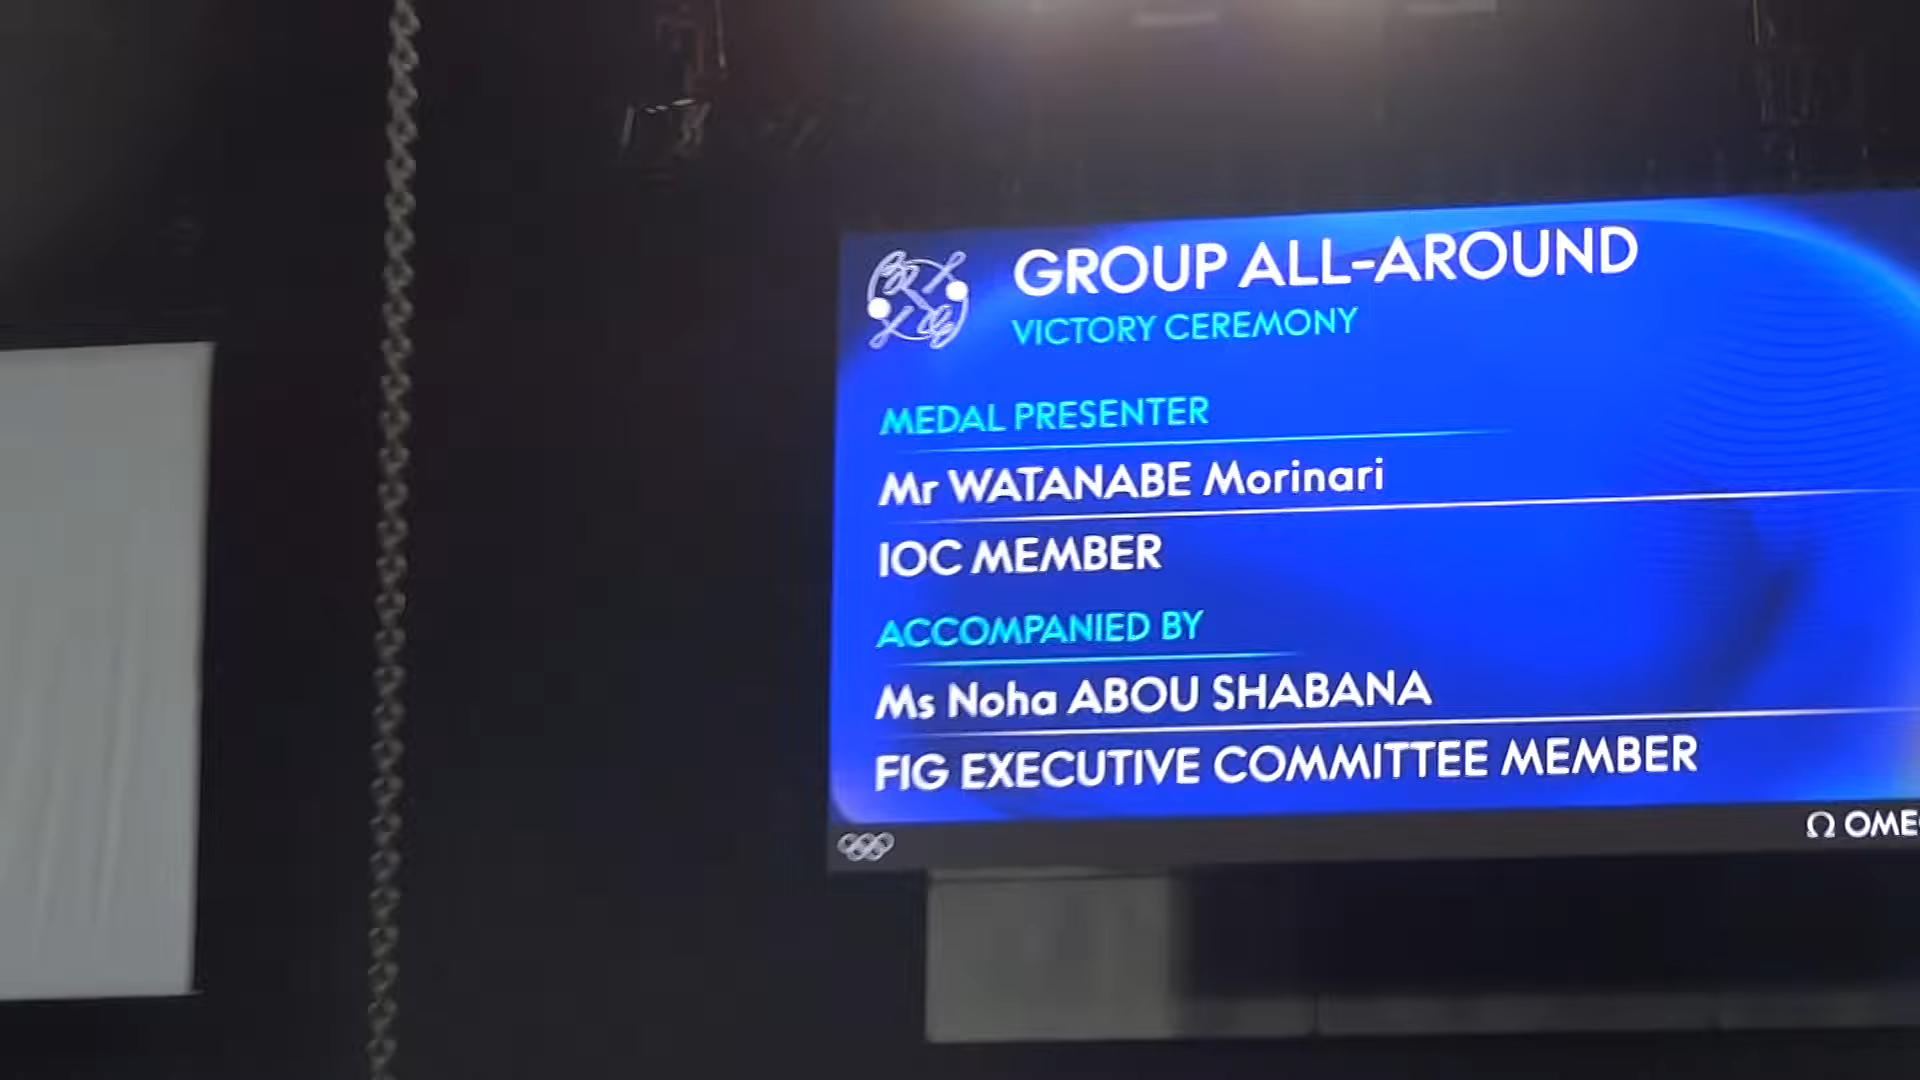 GROUP ALL-AROUND
VICTORY CEREMONY
MEDAL PRESENTER
Mr WATANABE Morinari
IOC MEMBER
ACCOMPANIED BY
Ms Noha ABOU SHABANA
FIG EXECUTIVE COMMITTEE MEMBER
Ω OME